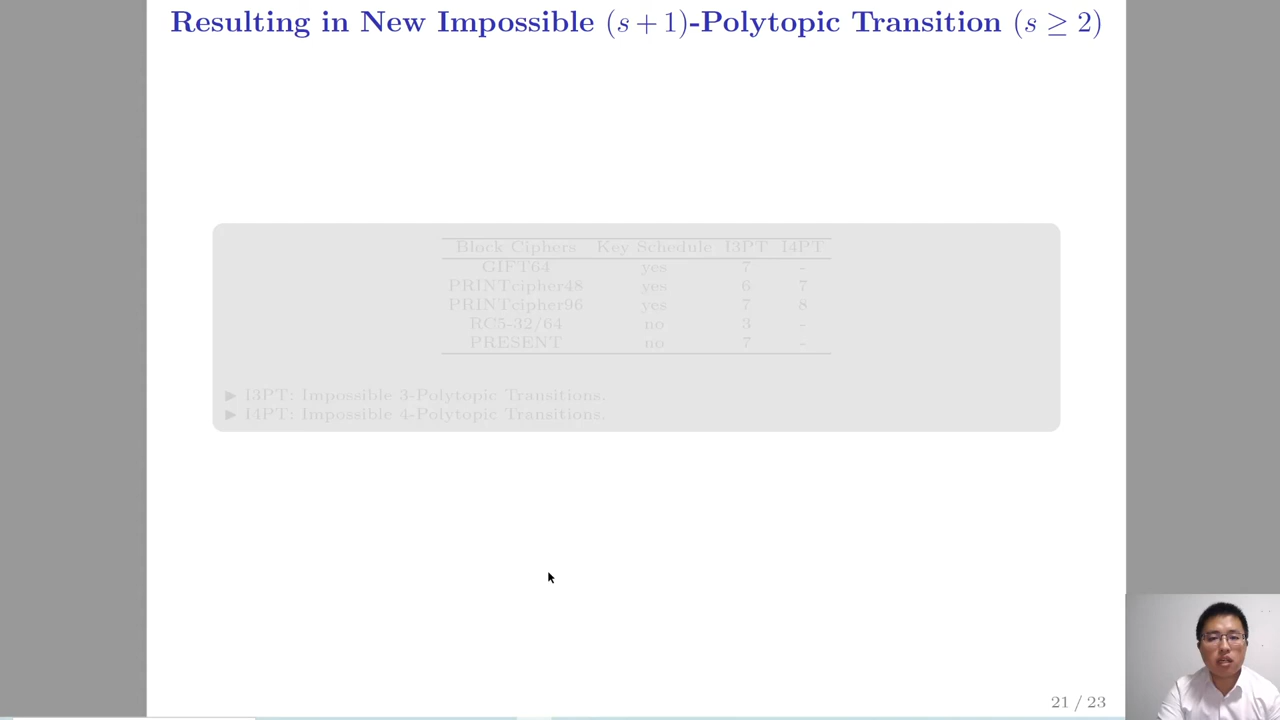 Resulting in New Impossible (s + 1)-Polytopic Transition (s ≥ 2)
Block Ciphers Key Schedule I3PT I4PT
GIFT64 yes 7 -
PRINTcipher48 yes 6 7
PRINTcipher96 yes 7 8
RC5-32/64 no 3 -
PRESENT no 7 -
▶ I3PT: Impossible 3-Polytopic Transitions.
▶ I4PT: Impossible 4-Polytopic Transitions.
21 / 23